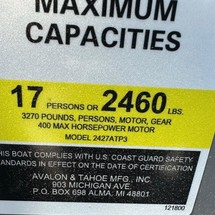 MAXIMUM
CAPACITIES
17 PERSONS OR 2460 LBS.
3270 POUNDS, PERSONS, MOTOR, GEAR
400 MAX HORSEPOWER MOTOR
MODEL 2427ATP3
THIS BOAT COMPLIES WITH U.S. COAST GUARD SAFETY
STANDARDS IN EFFECT ON THE DATE OF CERTIFICATION
AVALON & TAHOE MFG., INC.
903 MICHIGAN AVE.
P.O. BOX 698 ALMA, MI 48801
121800